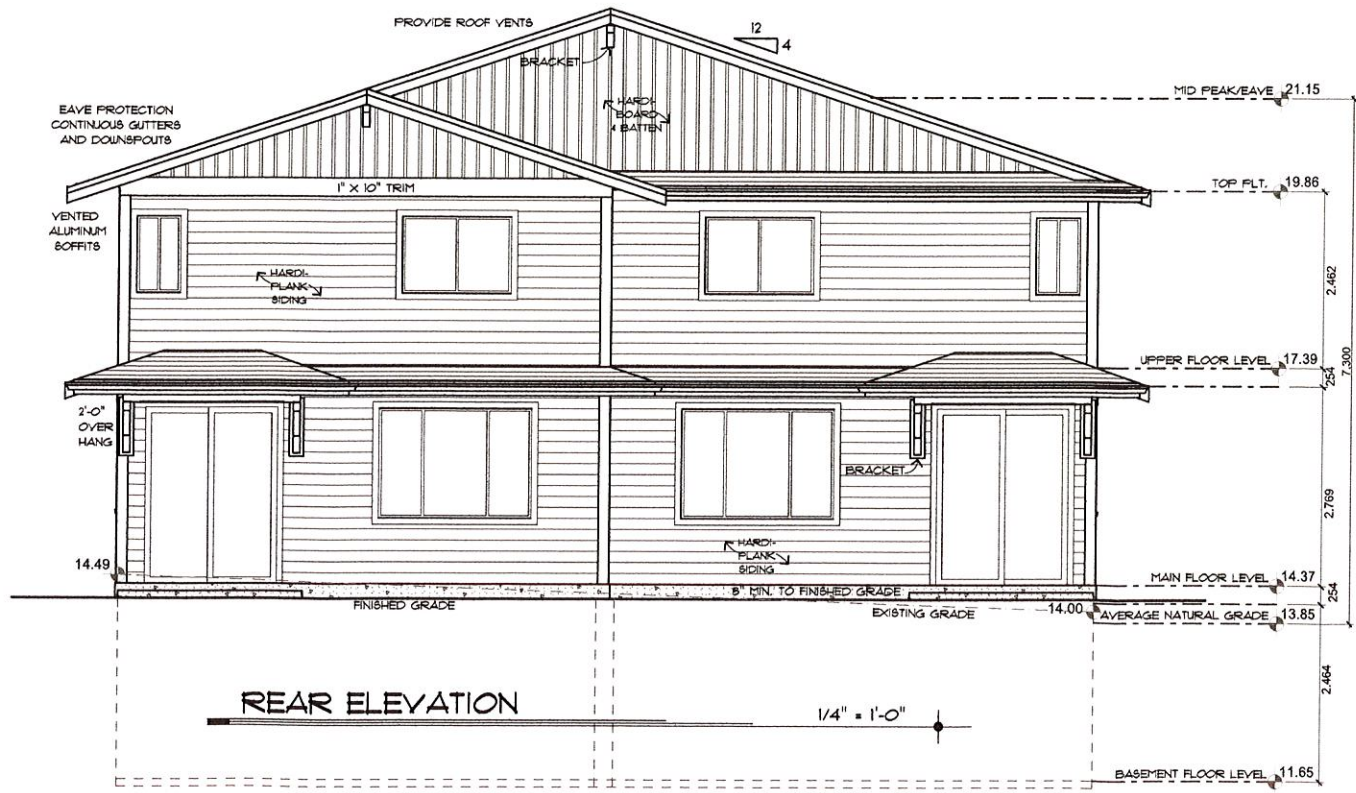 PROVIDE ROOF VENTS
12
4
BRACKET
MID PEAK/EAVE 21.15
EAVE PROTECTION
CONTINUOUS GUTTERS
AND DOWNSPOUTS
HARDI-
BOARD
& BATTEN
1" X 10" TRIM
TOP PLT. 19.86
VENTED
ALUMINUM
SOFFITS
HARDI-
PLANK
SIDING
2.462
UPPER FLOOR LEVEL 17.39
254
7.300
2'-0"
OVER
HANG
BRACKET
2.769
HARDI-
PLANK
SIDING
14.49
MAIN FLOOR LEVEL 14.37
8" MIN. TO FINISHED GRADE
254
FINISHED GRADE
EXISTING GRADE
14.00
AVERAGE NATURAL GRADE 13.85
2.464
REAR ELEVATION
1/4" = 1'-0"
BASEMENT FLOOR LEVEL 11.65